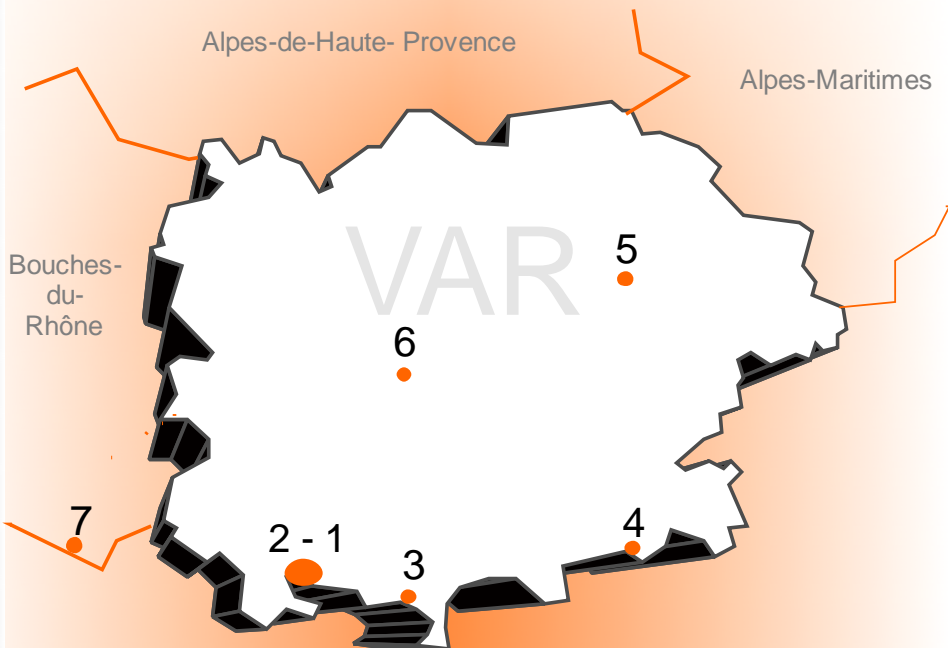 Alpes-de-Haute- Provence
Alpes-Maritimes
VAR
5
Bouches-
du-
Rhône
6
7
2 - 1
3
4